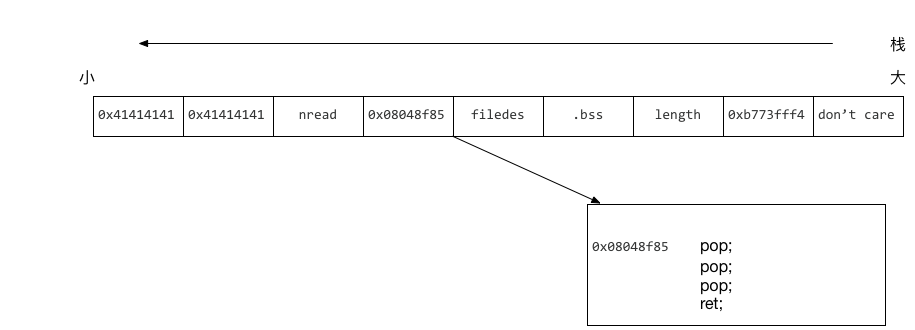 栈
小 大
0x41414141 0x41414141 nread 0x08048f85 filedes .bss length 0xb773fff4 don’t care
0x08048f85 pop;
pop;
pop;
ret;